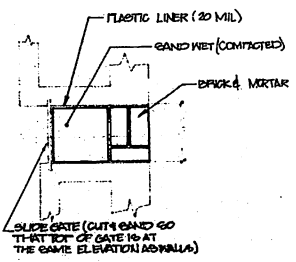 PLASTIC LINER (20 MIL)
SAND WET (COMPACTED)
BRICK & MORTAR
SLIDE GATE (CUT & SAND SO
THAT TOP OF GATE IS AT
THE SAME ELEVATION AS WALLS)